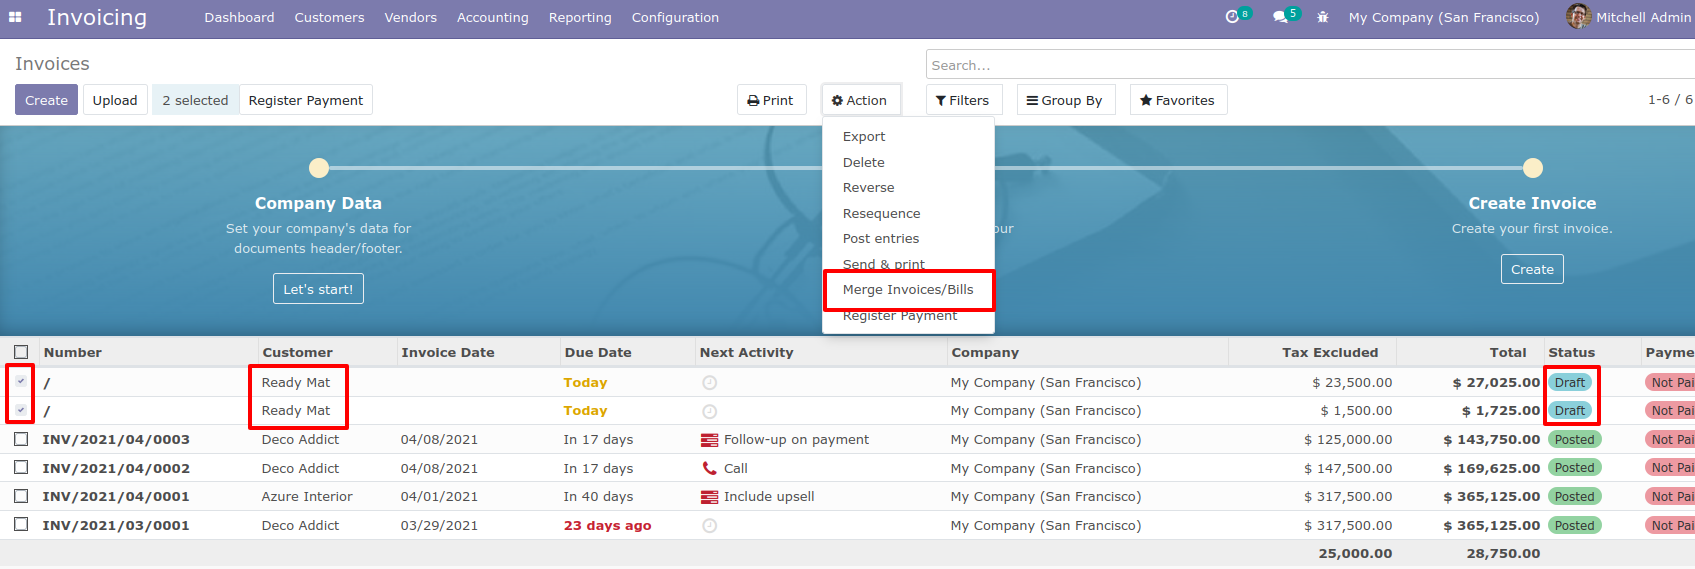 Invoicing Dashboard Customers Vendors Accounting Reporting Configuration 8 5 My Company (San Francisco) Mitchell Admin
Invoices
Search...
Create Upload 2 selected Register Payment Print Action Filters Group By Favorites 1-6 / 6
Export
Delete
Reverse
Resequence
Post entries
Send & print
Merge Invoices/Bills
Register Payment
Company Data
Set your company's data for
documents header/footer.
Let's start!
our
Create Invoice
Create your first invoice.
Create
Number Customer Invoice Date Due Date Next Activity Company Tax Excluded Total Status Payme
/ Ready Mat Today My Company (San Francisco) $ 23,500.00 $ 27,025.00 Draft Not Pai
/ Ready Mat Today My Company (San Francisco) $ 1,500.00 $ 1,725.00 Draft Not Pai
INV/2021/04/0003 Deco Addict 04/08/2021 In 17 days Follow-up on payment My Company (San Francisco) $ 125,000.00 $ 143,750.00 Posted Not Pai
INV/2021/04/0002 Deco Addict 04/08/2021 In 17 days Call My Company (San Francisco) $ 147,500.00 $ 169,625.00 Posted Not Pai
INV/2021/04/0001 Azure Interior 04/01/2021 In 40 days Include upsell My Company (San Francisco) $ 317,500.00 $ 365,125.00 Posted Not Pai
INV/2021/03/0001 Deco Addict 03/29/2021 23 days ago My Company (San Francisco) $ 317,500.00 $ 365,125.00 Posted Not Pai
25,000.00 28,750.00